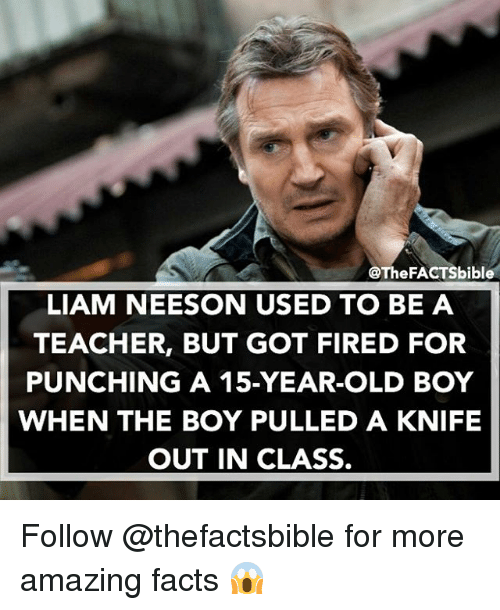 @TheFACTSbible
LIAM NEESON USED TO BE A
TEACHER, BUT GOT FIRED FOR
PUNCHING A 15-YEAR-OLD BOY
WHEN THE BOY PULLED A KNIFE
OUT IN CLASS.
Follow @thefactsbible for more
amazing facts 😱